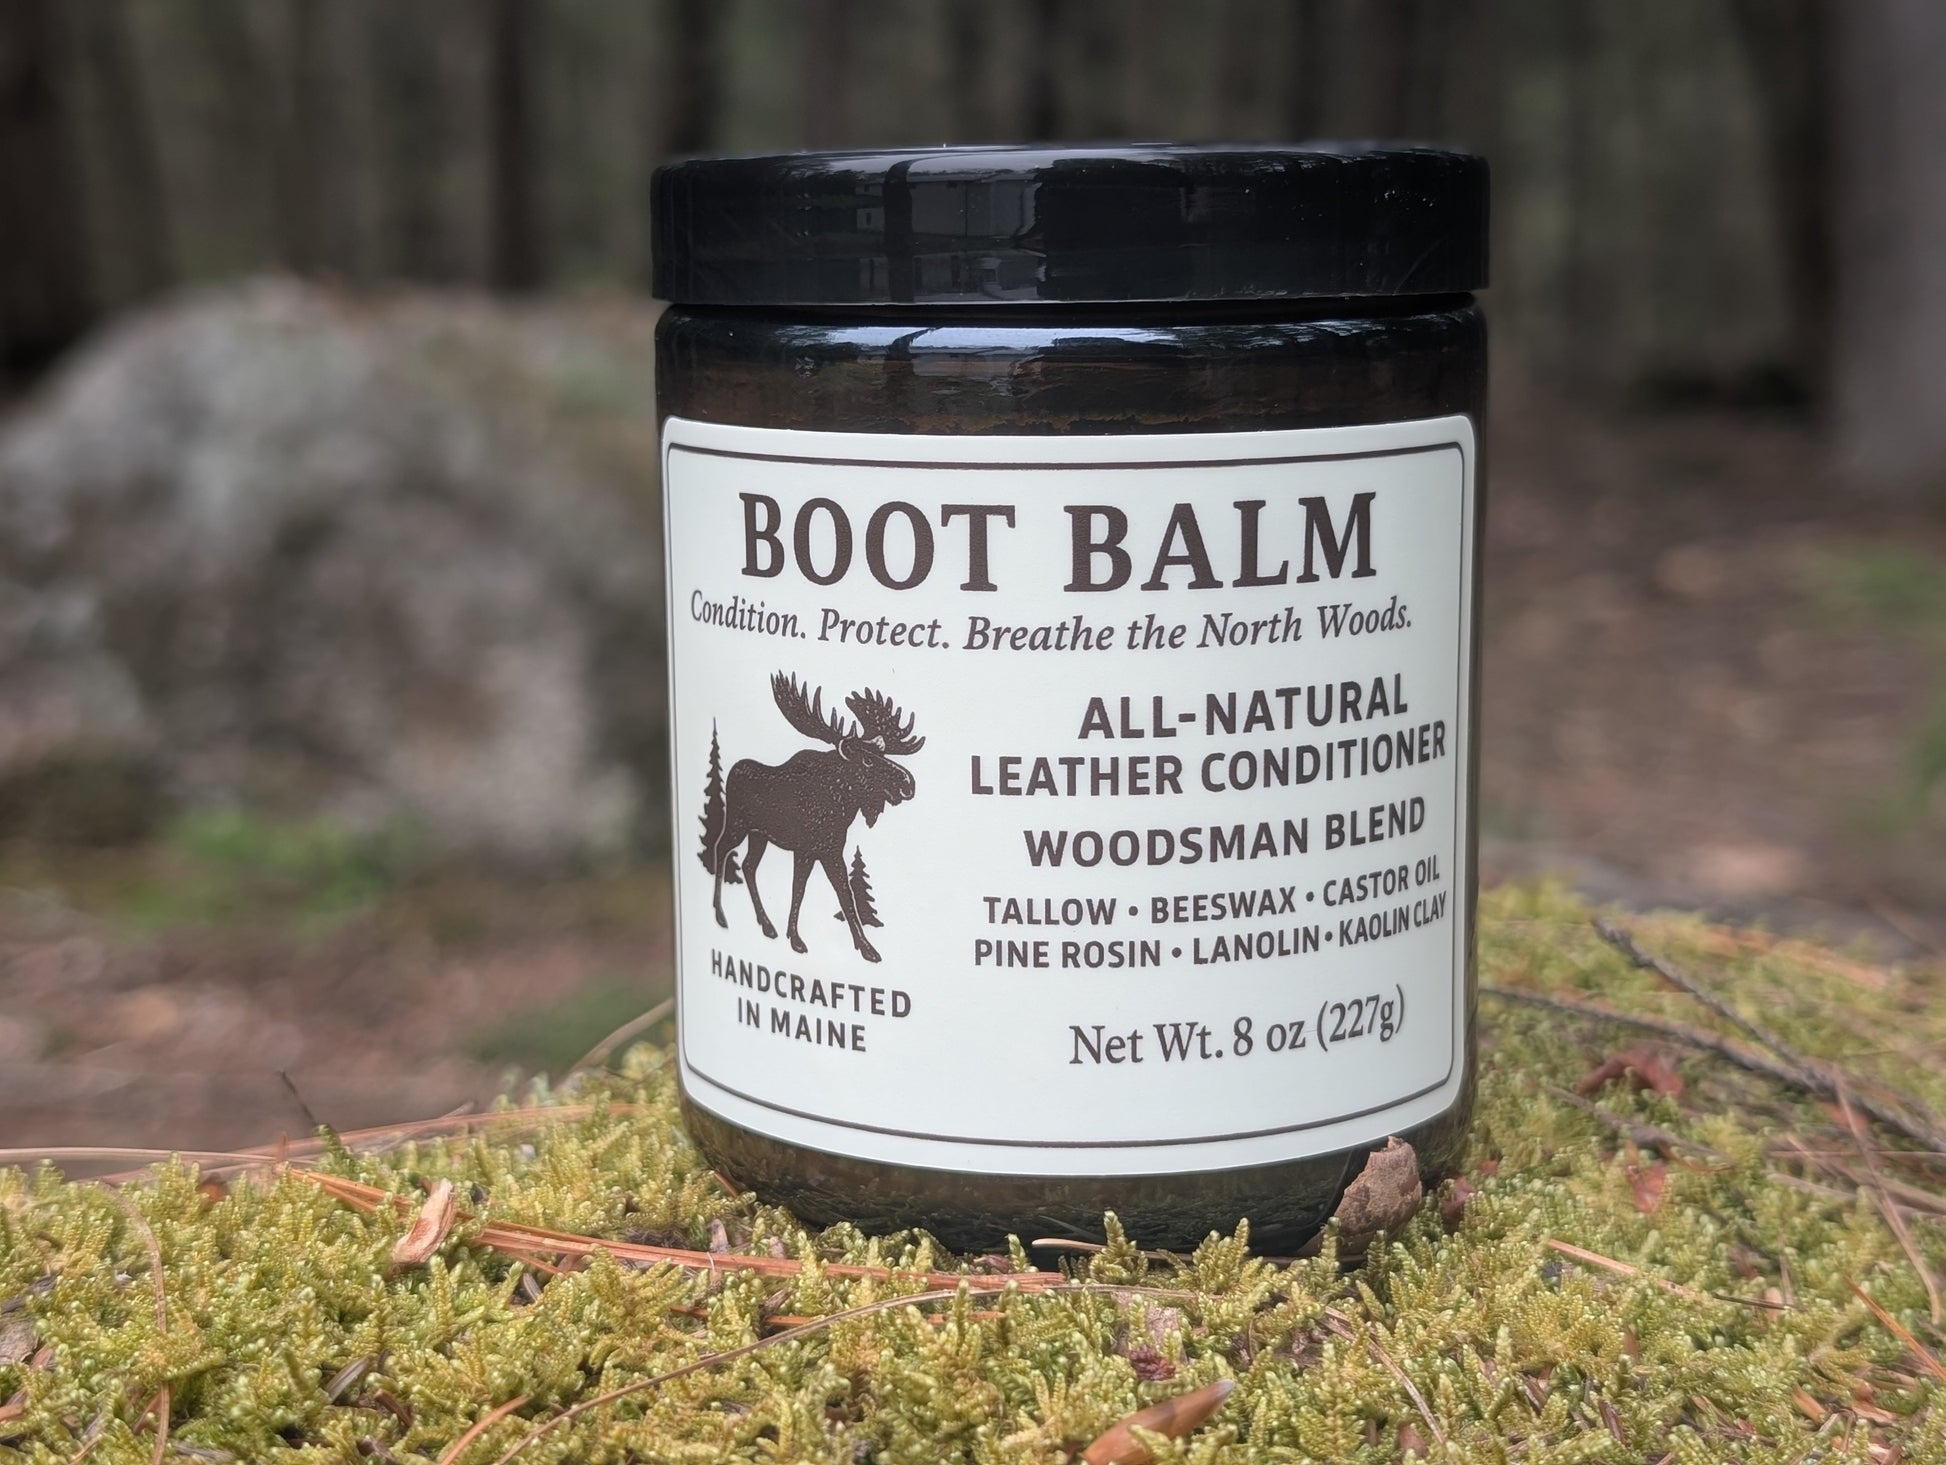 BOOT BALM
Condition. Protect. Breathe the North Woods.
ALL-NATURAL
LEATHER CONDITIONER
WOODSMAN BLEND
TALLOW • BEESWAX • CASTOR OIL
PINE ROSIN • LANOLIN • KAOLIN CLAY
HANDCRAFTED
IN MAINE
Net Wt. 8 oz (227g)